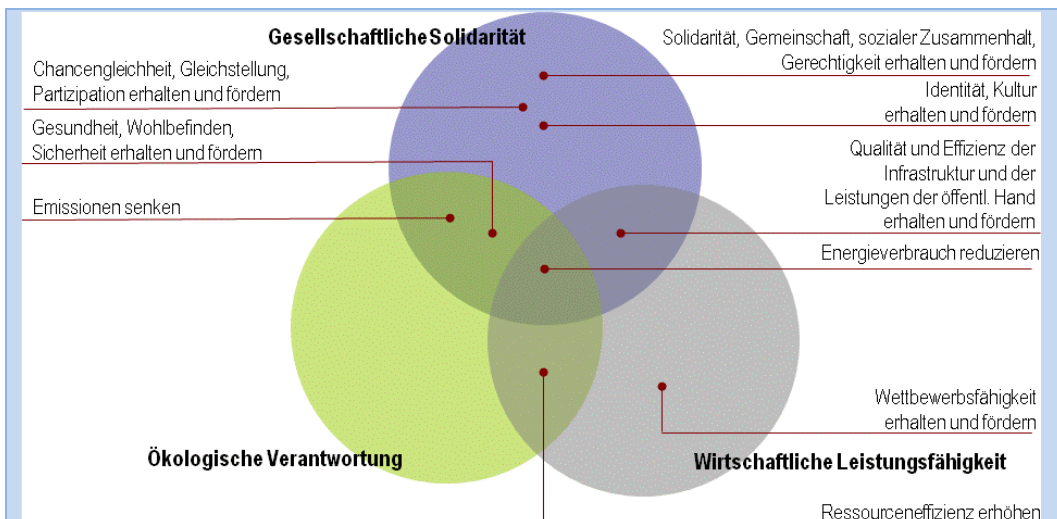 Gesellschaftliche Solidarität
Chancengleichheit, Gleichstellung,
Partizipation erhalten und fördern
Gesundheit, Wohlbefinden,
Sicherheit erhalten und fördern
Emissionen senken
Solidarität, Gemeinschaft, sozialer Zusammenhalt,
Gerechtigkeit erhalten und fördern
Identität, Kultur
erhalten und fördern
Qualität und Effizienz der
Infrastruktur und der
Leistungen der öffentl. Hand
erhalten und fördern
Energieverbrauch reduzieren
Wettbewerbsfähigkeit
erhalten und fördern
Ökologische Verantwortung
Wirtschaftliche Leistungsfähigkeit
Ressourceneffizienz erhöhen